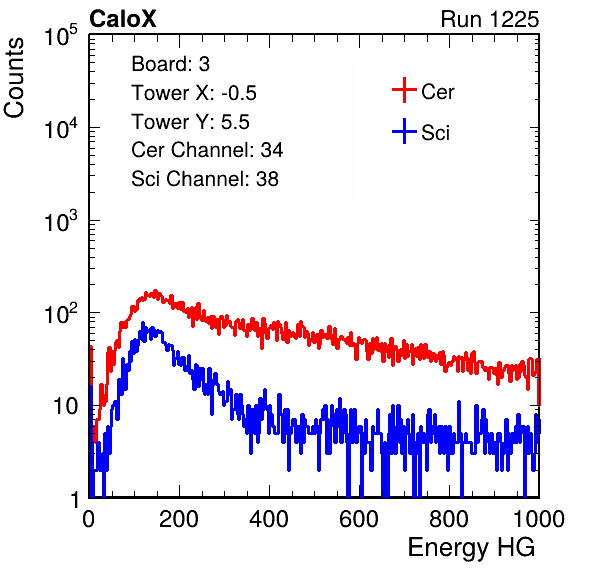 CaloX Run 1225
Counts
Board: 3
Tower X: -0.5
Tower Y: 5.5
Cer Channel: 34
Sci Channel: 38
Cer
Sci
10^5
10^4
10^3
10^2
10
1
0 200 400 600 800 1000
Energy HG